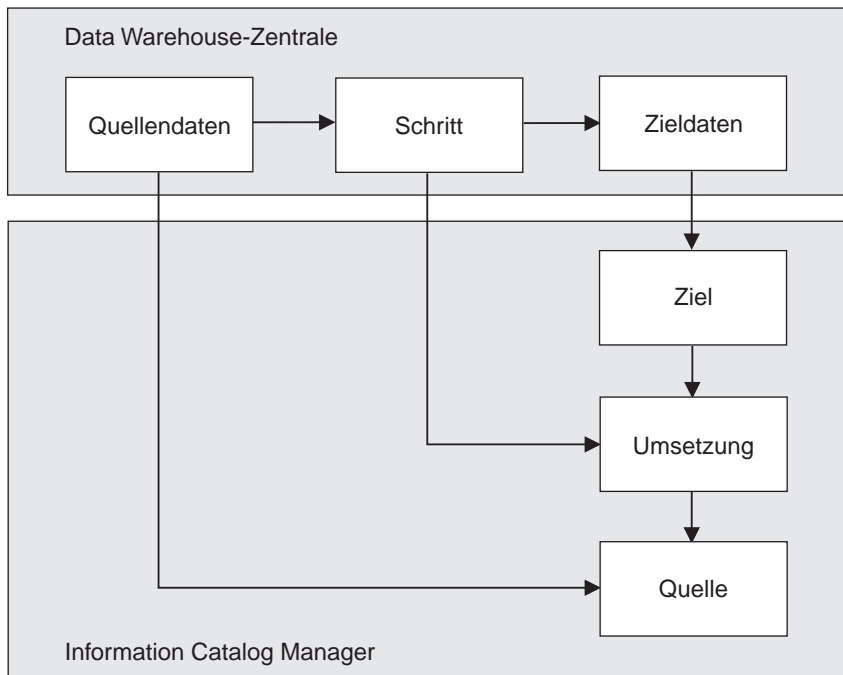 Data Warehouse-Zentrale
Quellendaten
Schritt
Zieldaten
Ziel
Umsetzung
Quelle
Information Catalog Manager